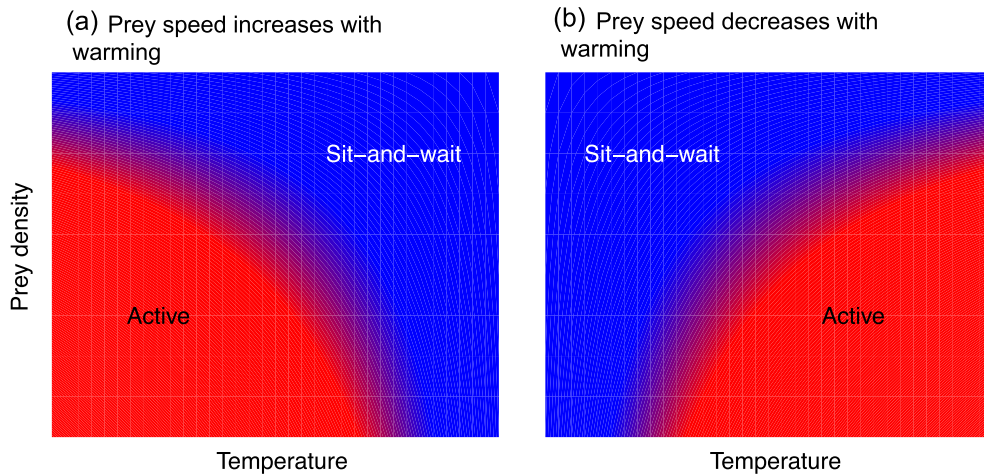 (a) Prey speed increases with
warming
(b) Prey speed decreases with
warming
Sit−and−wait
Sit−and−wait
Prey density
Active
Active
Temperature
Temperature